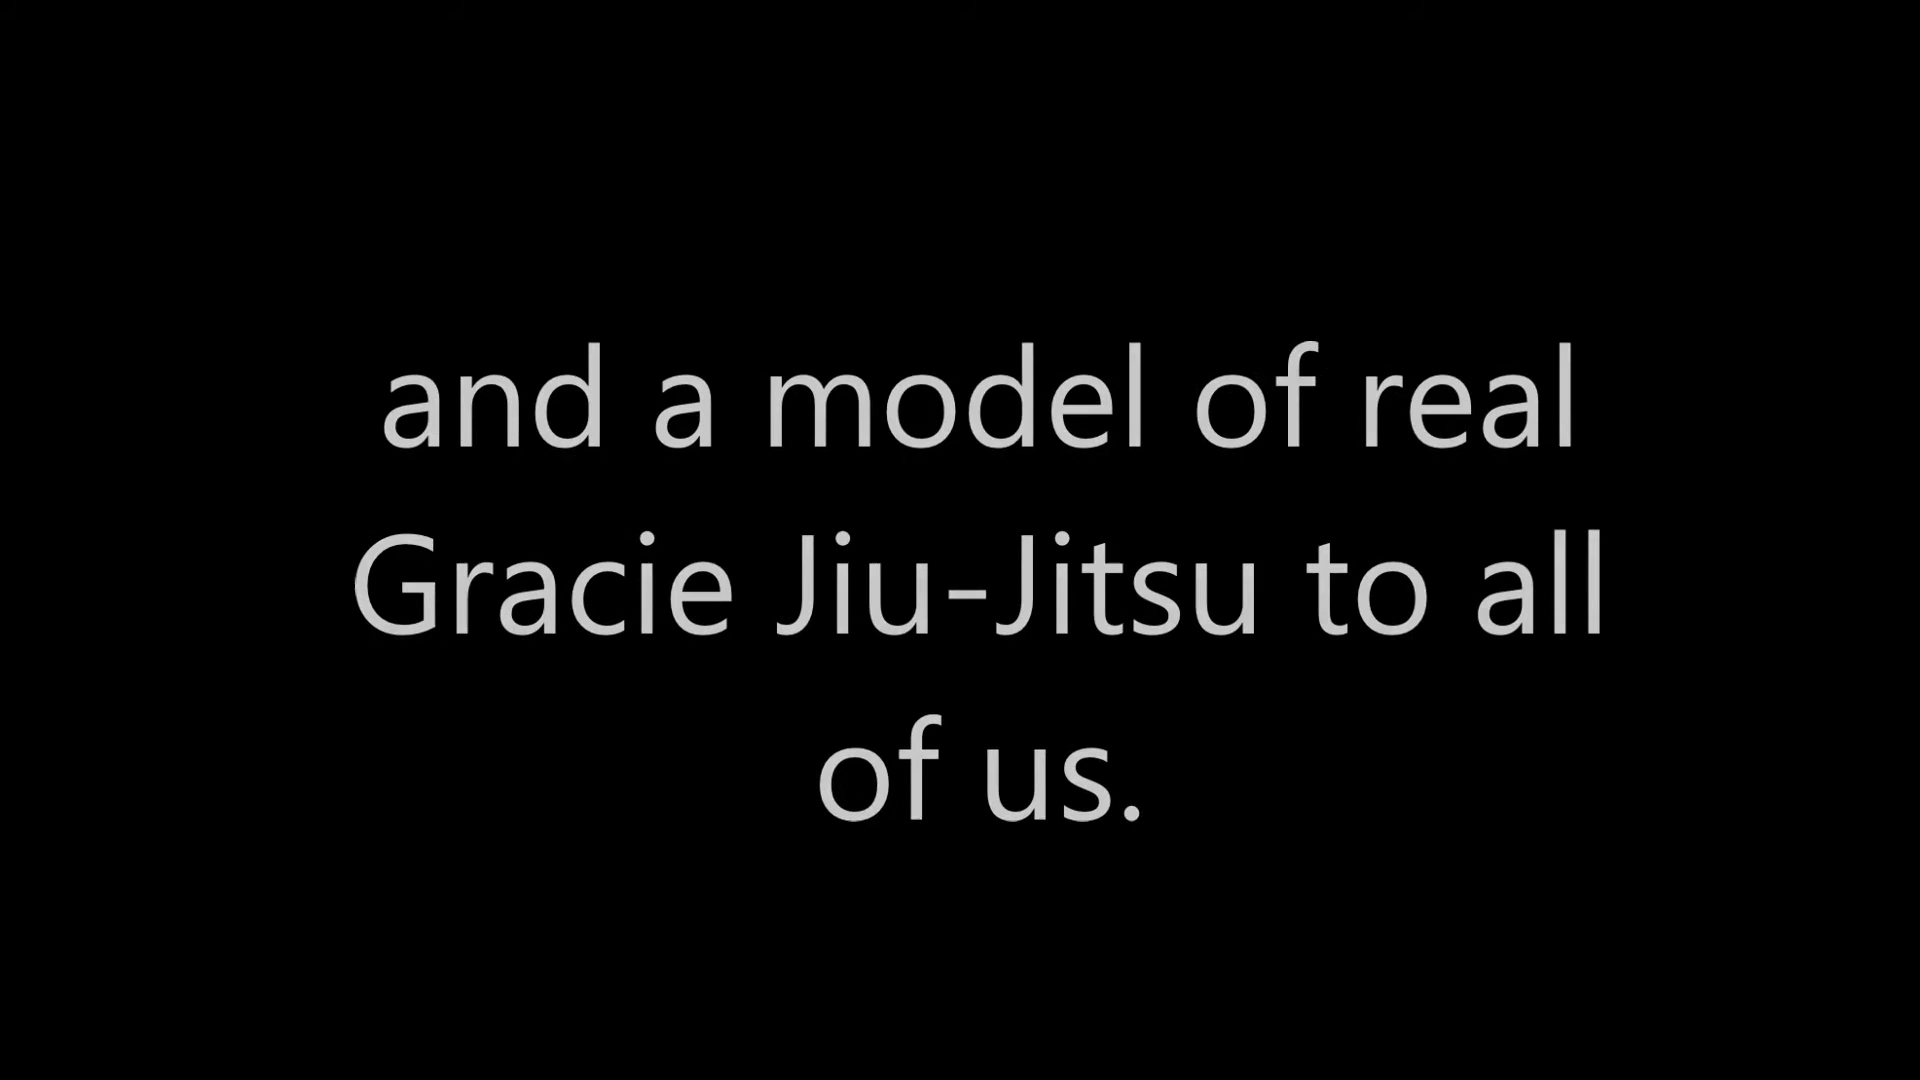 and a model of real
Gracie Jiu-Jitsu to all
of us.